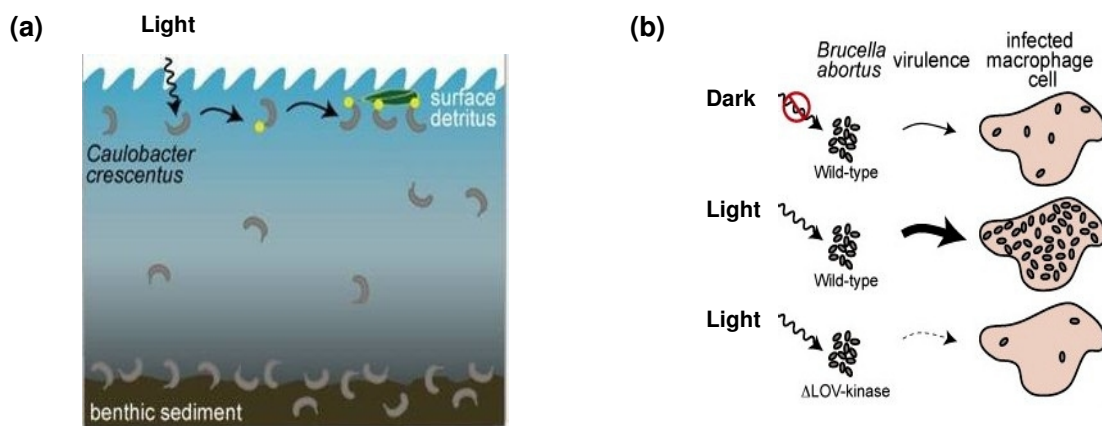 (a)
Light
surface
detritus
Caulobacter
crescentus
benthic sediment
(b)
Brucella
abortus
virulence
infected
macrophage
cell
Dark
Wild-type
Light
Wild-type
Light
ΔLOV-kinase